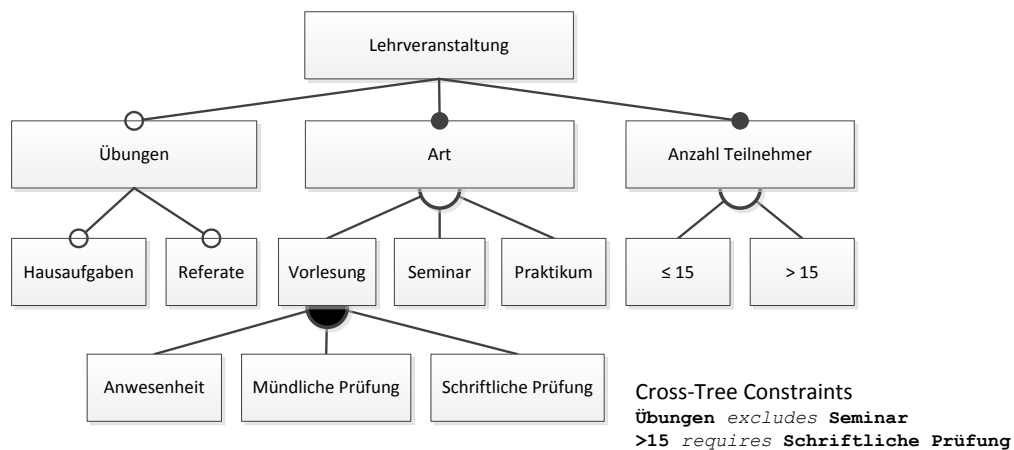 Lehrveranstaltung
Übungen
Art
Anzahl Teilnehmer
Hausaufgaben
Referate
Vorlesung
Seminar
Praktikum
≤ 15
> 15
Anwesenheit
Mündliche Prüfung
Schriftliche Prüfung
Cross-Tree Constraints
Übungen excludes Seminar
>15 requires Schriftliche Prüfung